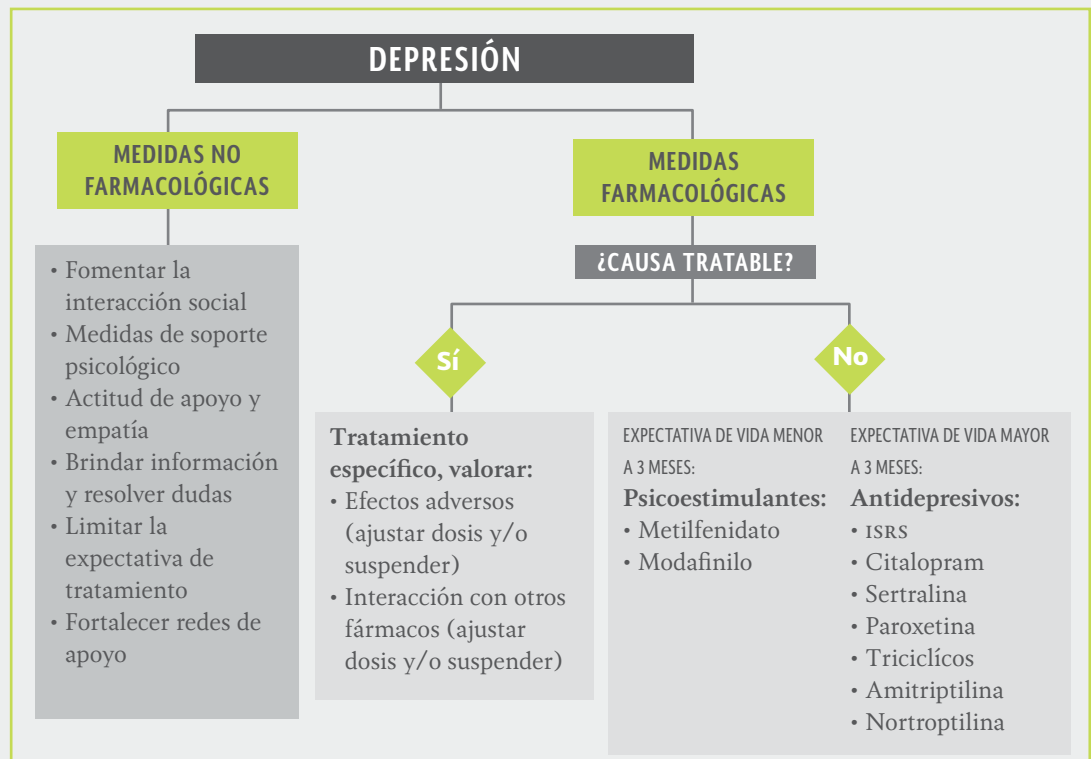 DEPRESIÓN
MEDIDAS NO
FARMACOLÓGICAS
• Fomentar la
interacción social
• Medidas de soporte
psicológico
• Actitud de apoyo y
empatía
• Brindar información
y resolver dudas
• Limitar la
expectativa de
tratamiento
• Fortalecer redes de
apoyo
MEDIDAS
FARMACOLÓGICAS
¿CAUSA TRATABLE?
Sí
Tratamiento
específico, valorar:
• Efectos adversos
(ajustar dosis y/o
suspender)
• Interacción con otros
fármacos (ajustar
dosis y/o suspender)
No
EXPECTATIVA DE VIDA MENOR
A 3 MESES:
Psicoestimulantes:
• Metilfenidato
• Modafinilo
EXPECTATIVA DE VIDA MAYOR
A 3 MESES:
Antidepresivos:
• ISRS
• Citalopram
• Sertralina
• Paroxetina
• Triciclícos
• Amitriptilina
• Nortroptilina